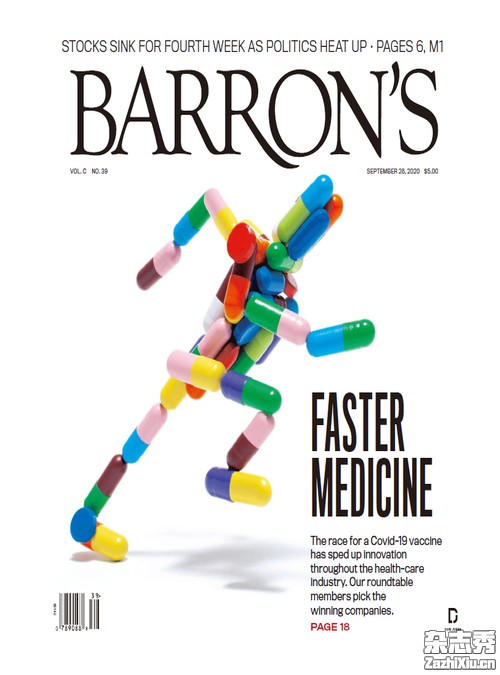 STOCKS SINK FOR FOURTH WEEK AS POLITICS HEAT UP · PAGES 6, M1
BARRON'S
VOL. C NO. 39
SEPTEMBER 28, 2020 $5.00
FASTER
MEDICINE
The race for a Covid-19 vaccine
has sped up innovation
throughout the health-care
industry. Our roundtable
members pick the
winning companies.
PAGE 18
39>
D
杂志秀
ZaZhiXiu.cn